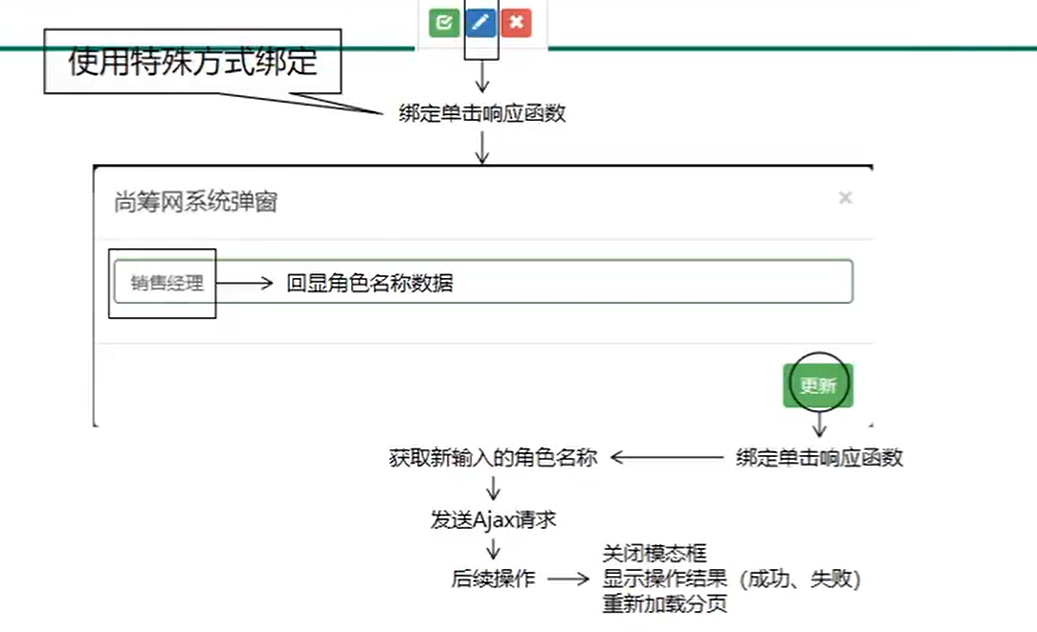 使用特殊方式绑定
绑定单击响应函数
尚筹网系统弹窗
×
销售经理
回显角色名称数据
更新
获取新输入的角色名称
绑定单击响应函数
发送Ajax请求
后续操作
关闭模态框
显示操作结果（成功、失败）
重新加载分页